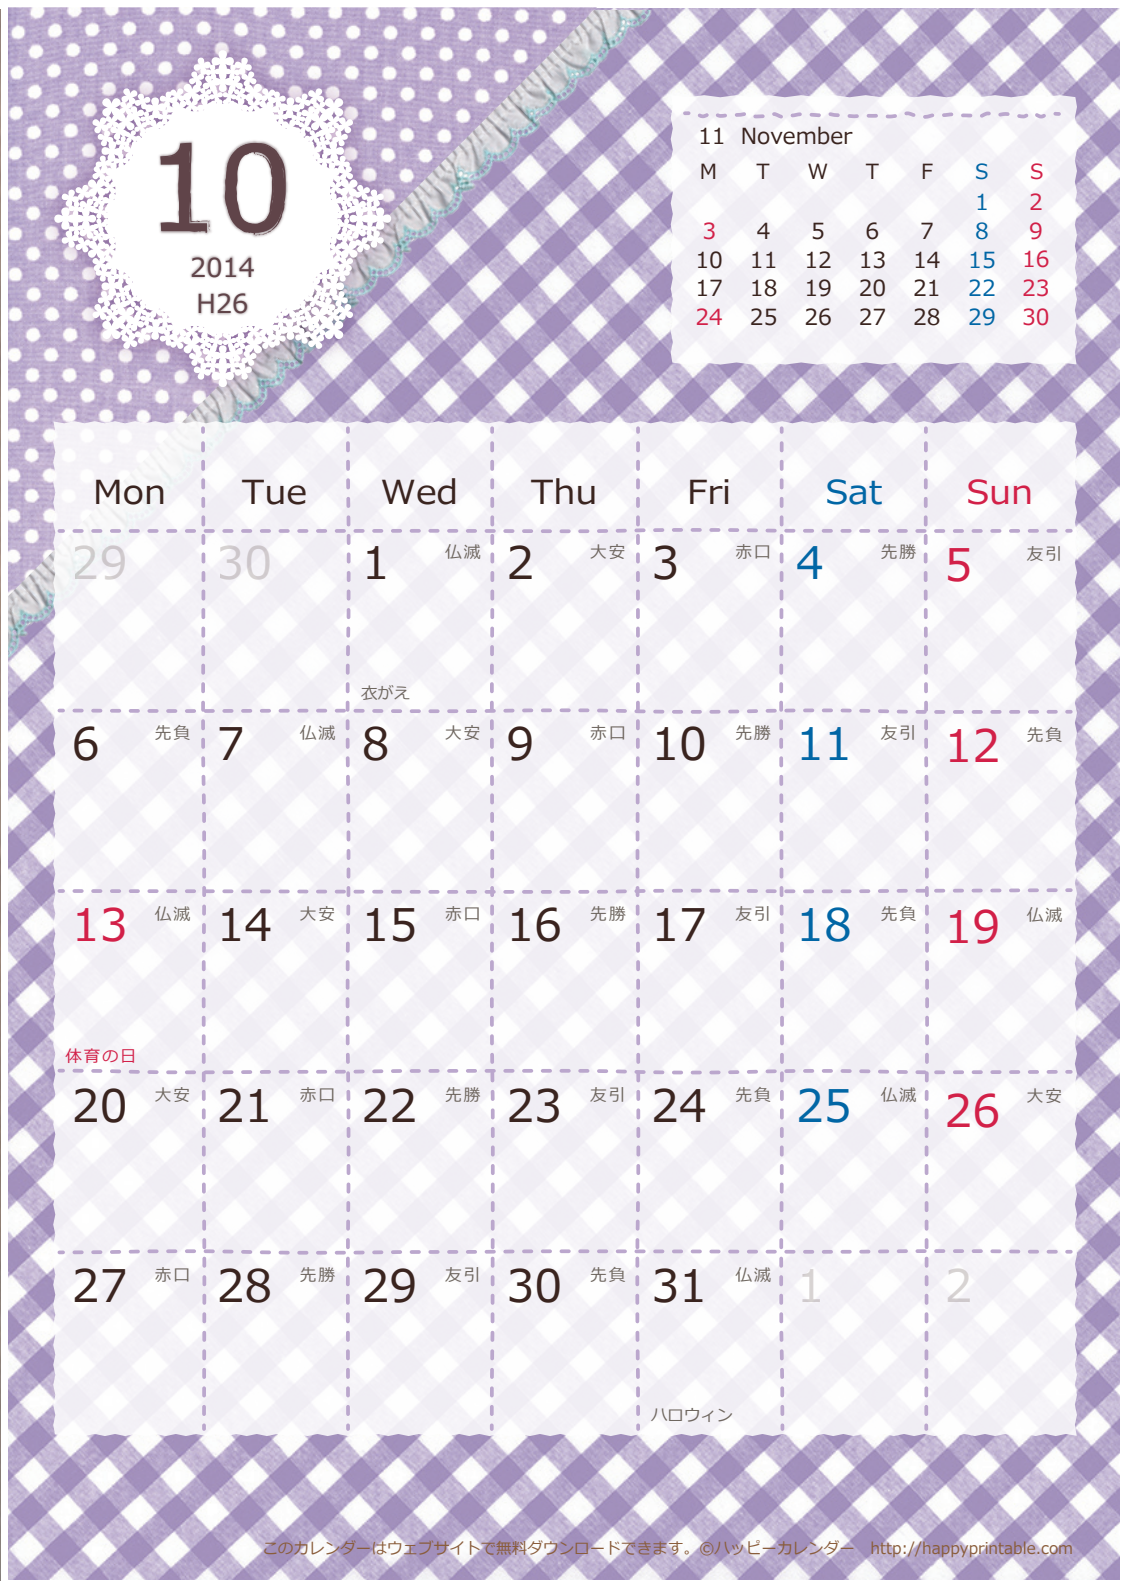 10
2014
H26
11 November
M T W T F S S
1 2
3 4 5 6 7 8 9
10 11 12 13 14 15 16
17 18 19 20 21 22 23
24 25 26 27 28 29 30
Mon Tue Wed Thu Fri Sat Sun
29 30 1 仏滅 2 大安 3 赤口 4 先勝 5 友引
衣がえ
6 先負 7 仏滅 8 大安 9 赤口 10 先勝 11 友引 12 先負
13 仏滅 14 大安 15 赤口 16 先勝 17 友引 18 先負 19 仏滅
体育の日
20 大安 21 赤口 22 先勝 23 友引 24 先負 25 仏滅 26 大安
27 赤口 28 先勝 29 友引 30 先負 31 仏滅 1 2
ハロウィン
このカレンダーはウェブサイトで無料ダウンロードできます。©ハッピーカレンダー http://happyprintable.com